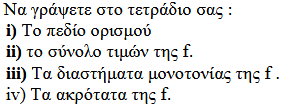 Να γράψετε στο τετράδιο σας :
i) Το πεδίο ορισμού
ii) το σύνολο τιμών της f.
iii) Τα διαστήματα μονοτονίας της f .
iv) Τα ακρότατα της f.